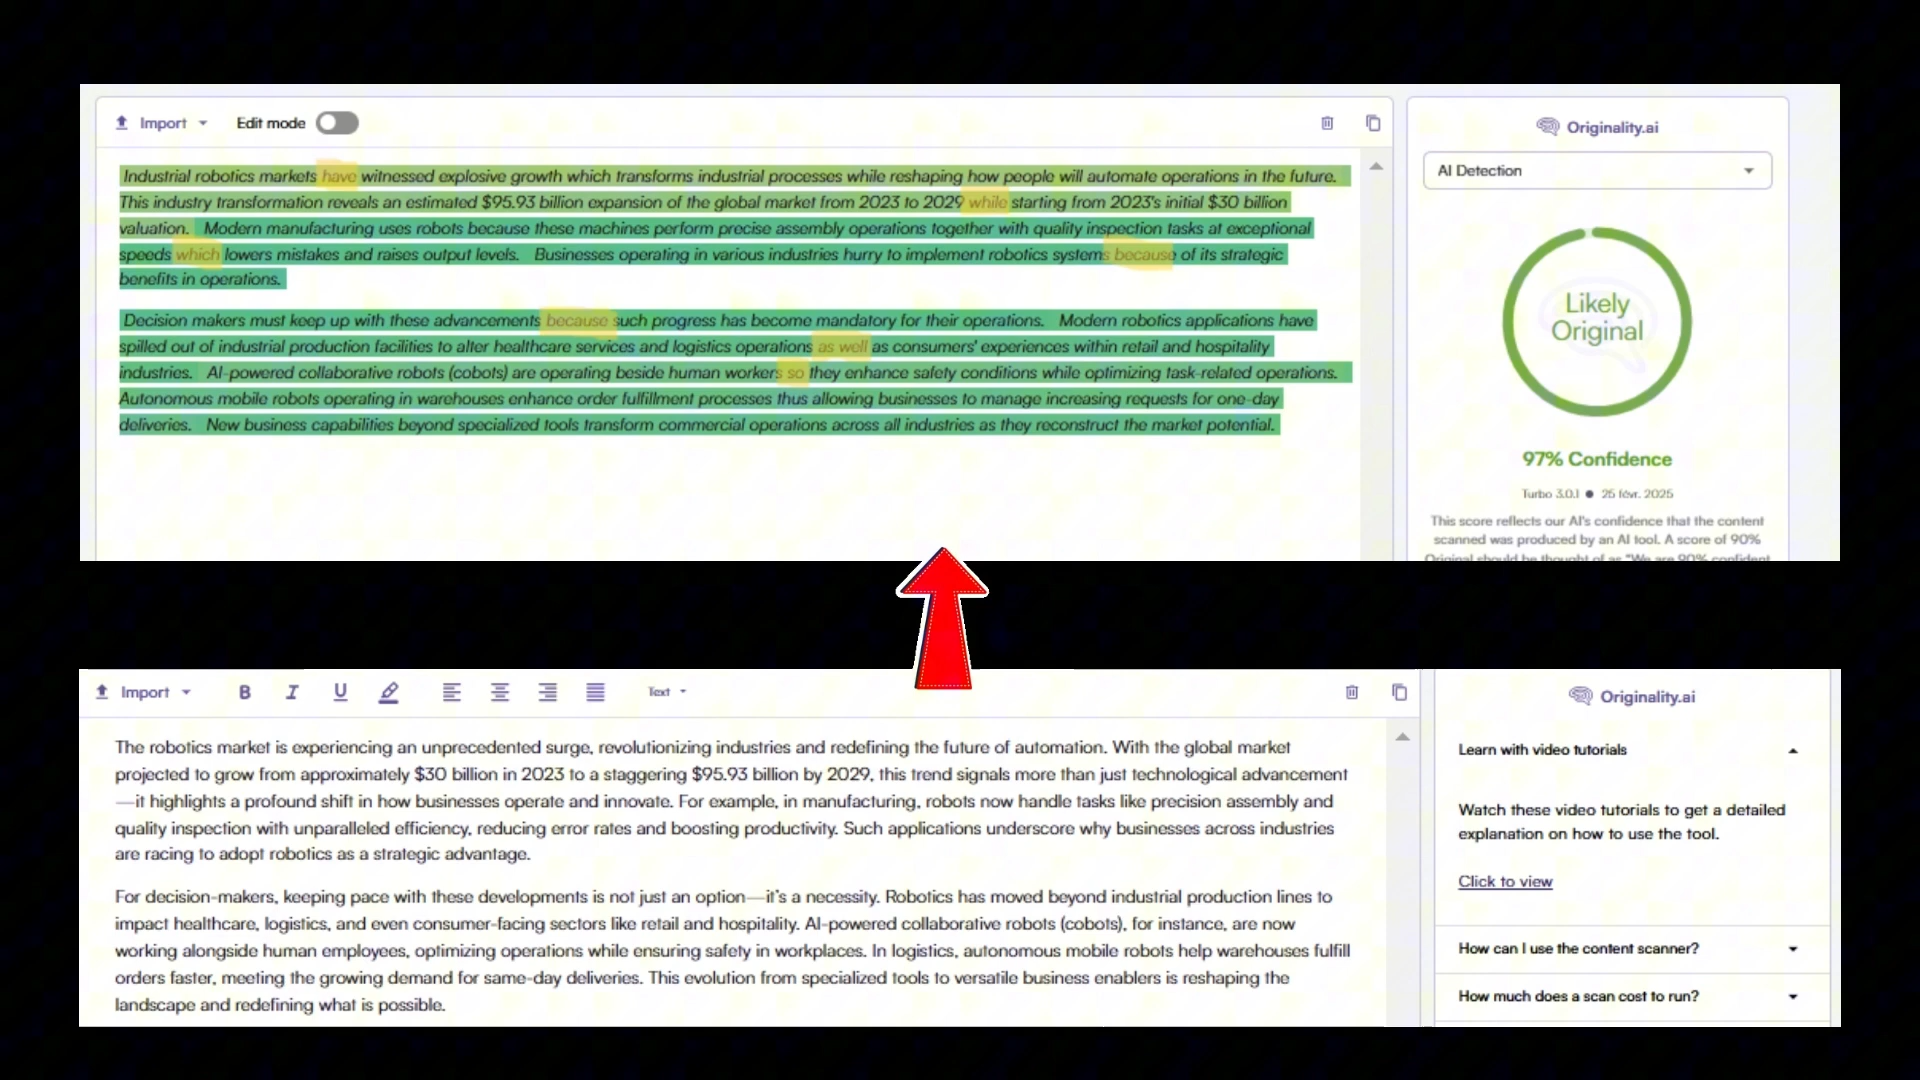 Import
Edit mode
Industrial robotics markets have witnessed explosive growth which transforms industrial processes while reshaping how people will automate operations in the future.
This industry transformation reveals an estimated $95.93 billion expansion of the global market from 2023 to 2029 while starting from 2023's initial $30 billion
valuation. Modern manufacturing uses robots because these machines perform precise assembly operations together with quality inspection tasks at exceptional
speeds which lowers mistakes and raises output levels. Businesses operating in various industries hurry to implement robotics systems because of its strategic
benefits in operations.
Decision makers must keep up with these advancements because such progress has become mandatory for their operations. Modern robotics applications have
spilled out of industrial production facilities to alter healthcare services and logistics operations as well as consumers' experiences within retail and hospitality
industries. AI-powered collaborative robots (cobots) are operating beside human workers so they enhance safety conditions while optimizing task-related operations.
Autonomous mobile robots operating in warehouses enhance order fulfillment processes thus allowing businesses to manage increasing requests for one-day
deliveries. New business capabilities beyond specialized tools transform commercial operations across all industries as they reconstruct the market potential.
Originality.ai
AI Detection
Likely
Original
97% Confidence
Turbo 3.0.1 ● 25 févr. 2025
This score reflects our AI's confidence that the content
scanned was produced by an AI tool. A score of 90%
Original should be thought of as "We are 90% confident
Import
B I U
Text
The robotics market is experiencing an unprecedented surge, revolutionizing industries and redefining the future of automation. With the global market
projected to grow from approximately $30 billion in 2023 to a staggering $95.93 billion by 2029, this trend signals more than just technological advancement
—it highlights a profound shift in how businesses operate and innovate. For example, in manufacturing, robots now handle tasks like precision assembly and
quality inspection with unparalleled efficiency, reducing error rates and boosting productivity. Such applications underscore why businesses across industries
are racing to adopt robotics as a strategic advantage.
For decision-makers, keeping pace with these developments is not just an option—it's a necessity. Robotics has moved beyond industrial production lines to
impact healthcare, logistics, and even consumer-facing sectors like retail and hospitality. AI-powered collaborative robots (cobots), for instance, are now
working alongside human employees, optimizing operations while ensuring safety in workplaces. In logistics, autonomous mobile robots help warehouses fulfill
orders faster, meeting the growing demand for same-day deliveries. This evolution from specialized tools to versatile business enablers is reshaping the
landscape and redefining what is possible.
Originality.ai
Learn with video tutorials
Watch these video tutorials to get a detailed
explanation on how to use the tool.
Click to view
How can I use the content scanner?
How much does a scan cost to run?